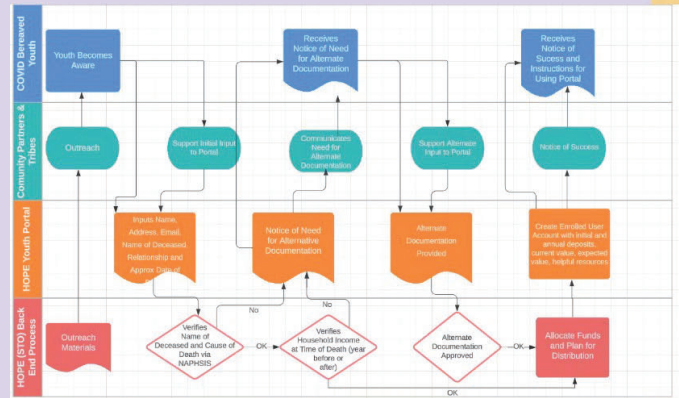 COVID Bereaved
Youth
Youth Becomes
Aware
Receives
Notice of Need
for Alternate
Documentation
Receives
Notice of
Sucess and
Instructions for
Using Portal
Comunity Partners &
Tribes
Outreach
Support Initial Input
to Portal
Communicates
Need for
Alternate
Documentation
Support Alternate
Input to Portal
Notice of Success
HOPE Youth Portal
Inputs Name,
Address, Email,
Name of Deceased,
Relationship and
Approx Date of
Notice of Need
for Alternative
Documentation
Alternate
Documentation
Provided
Create Enrolled User
Account with initial and
annual deposits,
current value, expected
value, helpful resources
HOPE (STO) Back
End Process
Outreach
Materials
Verifies
Name of
Deceased and Cause of
Death via
NAPHSIS
No
OK
Verifies
Household Income
at Time of Death (year
before or
after)
No
OK
Alternate
Documentation
Approved
OK
Allocate Funds
and Plan for
Distribution